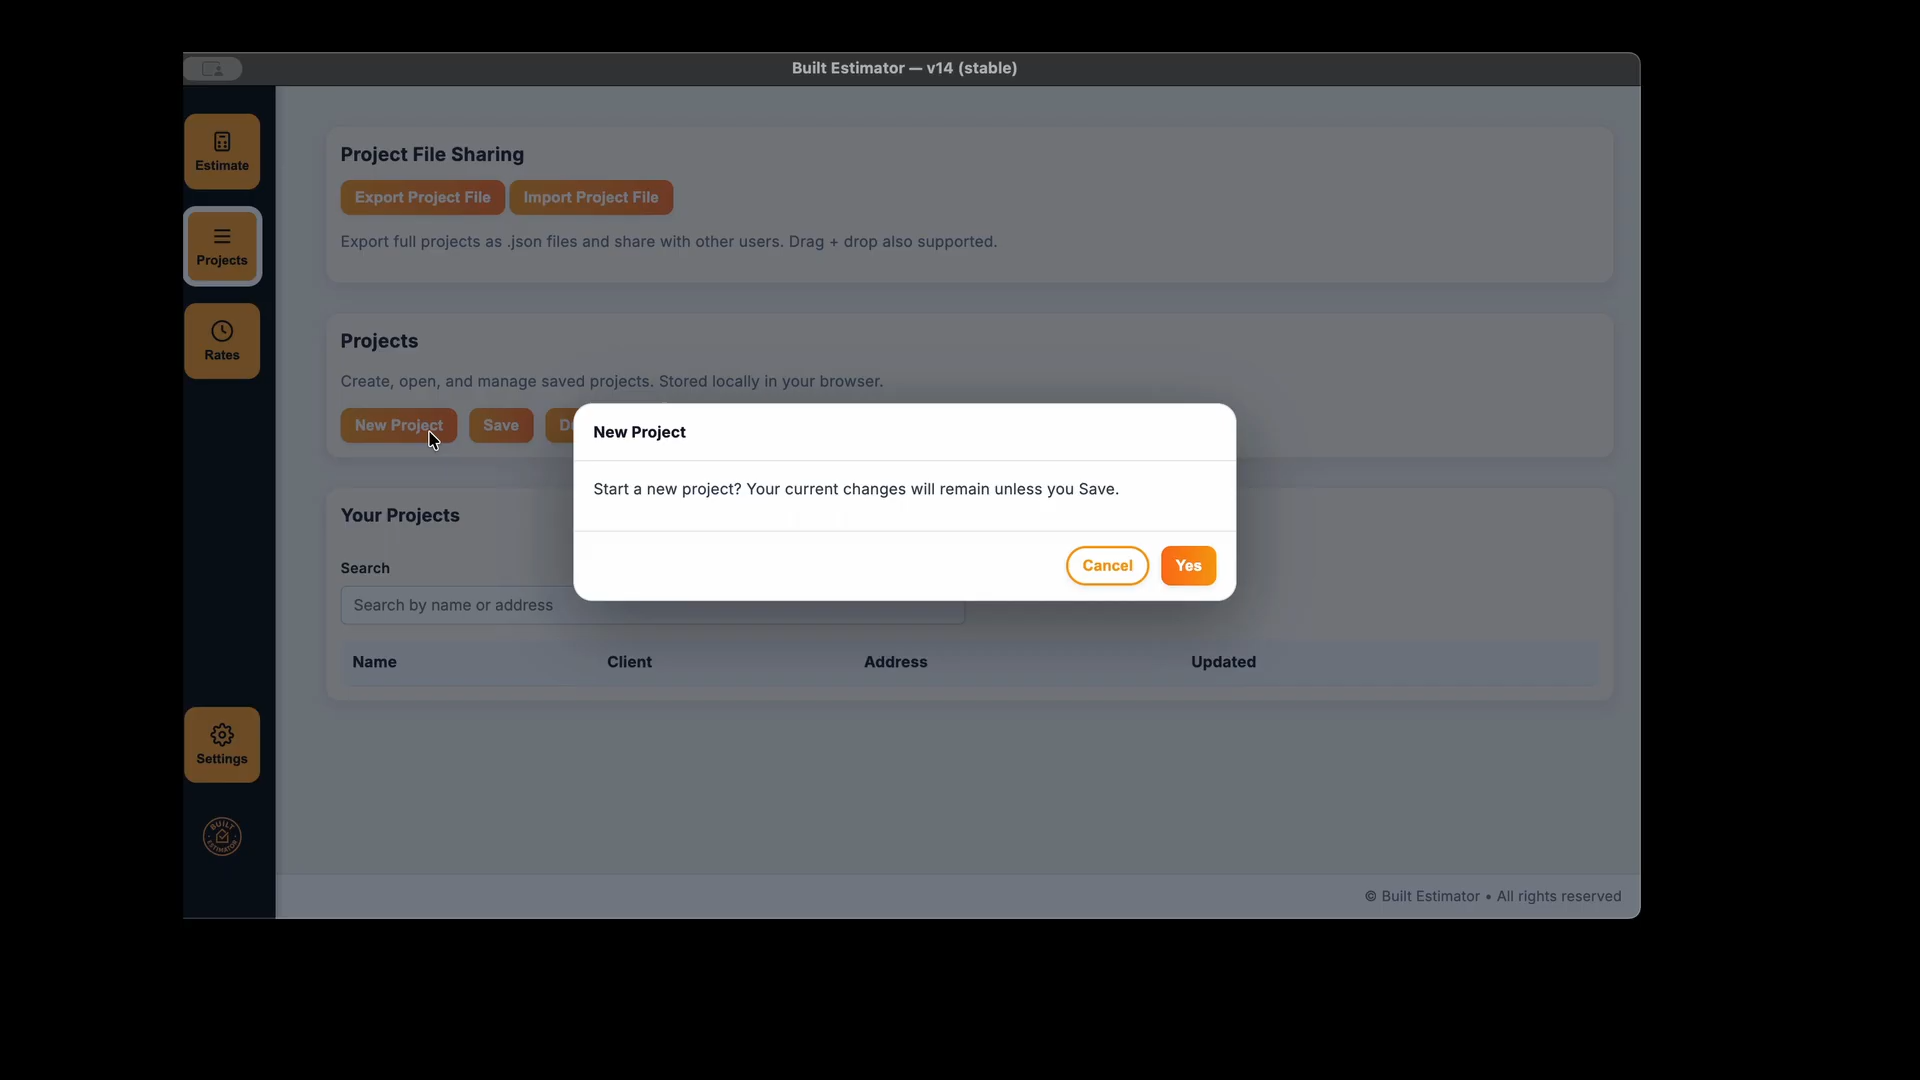 Built Estimator — v14 (stable)
Estimate
Projects
Rates
Settings
BUILT ESTIMATOR
Project File Sharing
Export Project File Import Project File
Export full projects as .json files and share with other users. Drag + drop also supported.
Projects
Create, open, and manage saved projects. Stored locally in your browser.
New Project Save
New Project
Start a new project? Your current changes will remain unless you Save.
Cancel Yes
Your Projects
Search
Search by name or address
Name Client Address Updated
© Built Estimator • All rights reserved